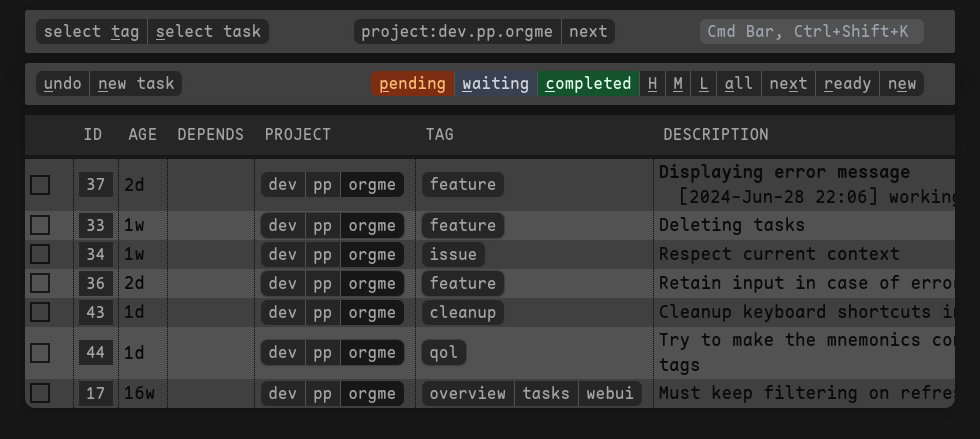 select tag select task project:dev.pp.orgme next Cmd Bar, Ctrl+Shift+K
undo new task pending waiting completed H M L all next ready new
ID AGE DEPENDS PROJECT TAG DESCRIPTION
37 2d dev pp orgme feature Displaying error message
[2024-Jun-28 22:06] working
33 1w dev pp orgme feature Deleting tasks
34 1w dev pp orgme issue Respect current context
36 2d dev pp orgme feature Retain input in case of error
43 1d dev pp orgme cleanup Cleanup keyboard shortcuts
44 1d dev pp orgme qol Try to make the mnemonics
tags
17 16w dev pp orgme overview tasks webui Must keep filtering on